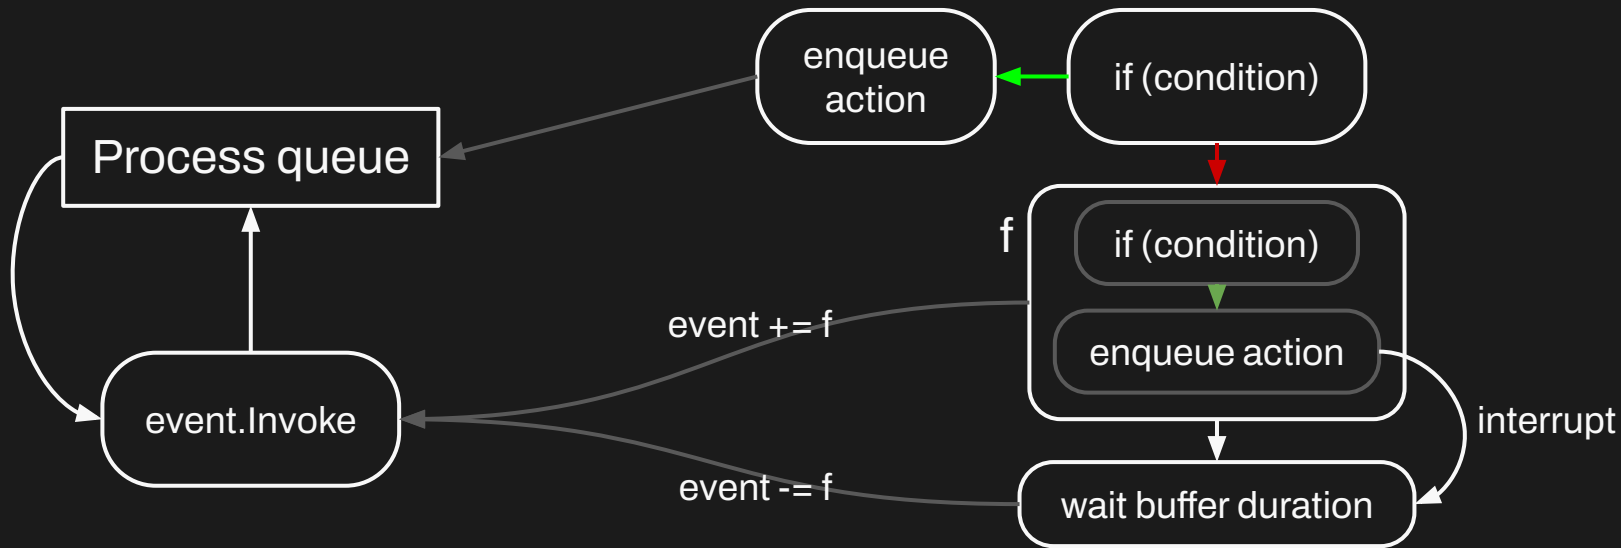 enqueue
action
if (condition)
Process queue
f
if (condition)
event += f
enqueue action
event.Invoke
interrupt
event -= f
wait buffer duration